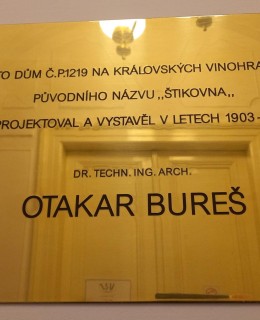 TO DŮM Č.P.1219 NA KRÁLOVSKÝCH VINOHRA
PŮVODNÍHO NÁZVU ,,ŠTIKOVNA,,
PROJEKTOVAL A VYSTAVĚL V LETECH 1903-
DR. TECHN. ING. ARCH.
OTAKAR BUREŠ